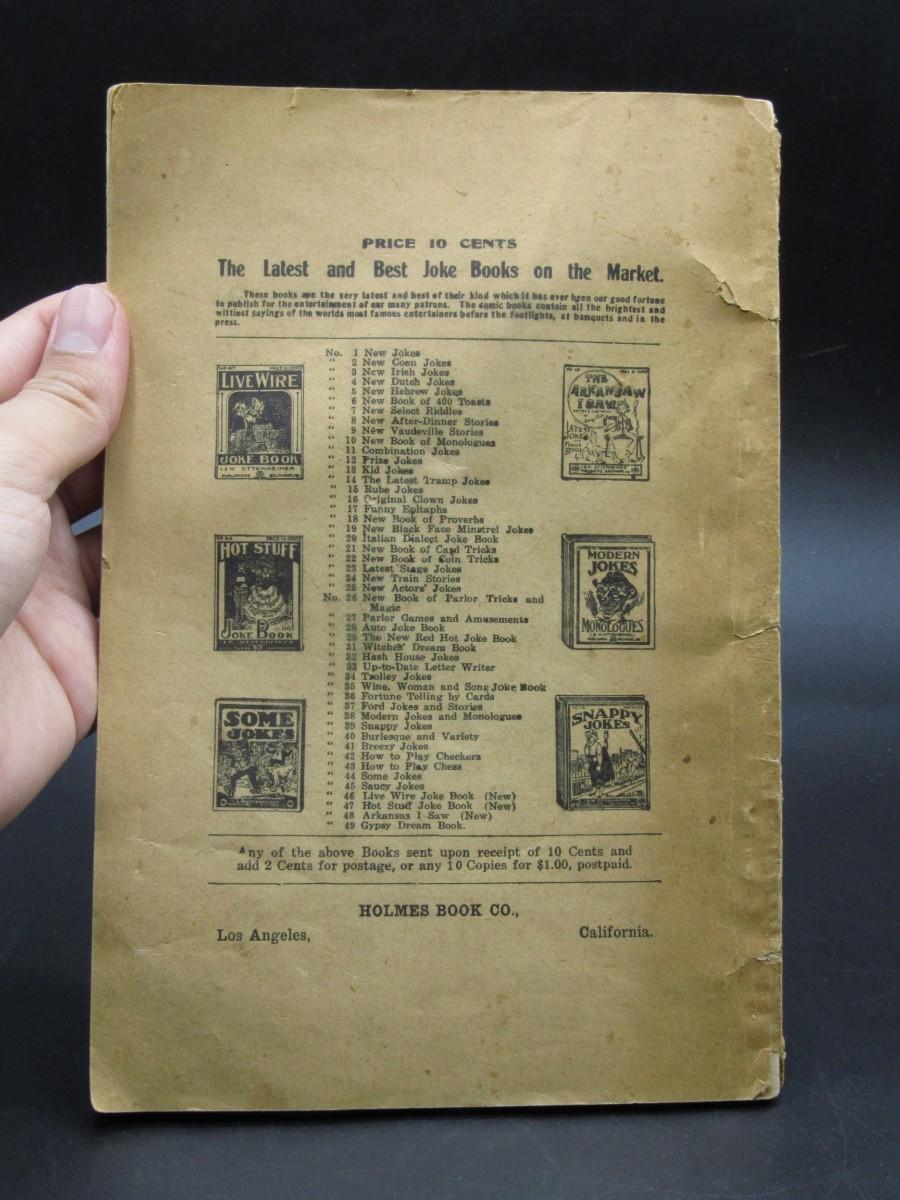 PRICE 10 CENTS
The Latest and Best Joke Books on the Market.
These books are the very latest and best of their kind which it has ever been our good fortune
to publish for the entertainment of our many patrons. The comic books contain all the brightest and
wittiest sayings of the worlds most famous entertainers before the footlights, at banquets and in the
press.
No. 1 New Jokes
" 2 New Coon Jokes
" 3 New Irish Jokes
" 4 New Dutch Jokes
" 5 New Hebrew Jokes
" 6 New Book of 400 Toasts
" 7 New Select Riddles
" 8 New After-Dinner Stories
" 9 New Vaudeville Stories
" 10 New Book of Monologues
" 11 Combination Jokes
" 12 Prize Jokes
" 13 Kid Jokes
" 14 The Latest Tramp Jokes
" 15 Rube Jokes
" 16 Original Clown Jokes
" 17 Funny Epitaphs
" 18 New Book of Proverbs
" 19 New Black Face Minstrel Jokes
" 20 Italian Dialect Joke Book
" 21 New Book of Card Tricks
" 22 New Book of Coin Tricks
" 23 Latest Stage Jokes
" 24 New Train Stories
" 25 New Actors' Jokes
No. 26 New Book of Parlor Tricks and
Magic
" 27 Parlor Games and Amusements
" 28 Auto Joke Book
" 29 The New Red Hot Joke Book
" 31 Witches' Dream Book
" 32 Hash House Jokes
" 33 Up-to-Date Letter Writer
" 34 Trolley Jokes
" 35 Wine, Woman and Song Joke Book
" 36 Fortune Telling by Cards
" 37 Ford Jokes and Stories
" 38 Modern Jokes and Monologues
" 39 Snappy Jokes
" 40 Burlesque and Variety
" 41 Breezy Jokes
" 42 How to Play Checkers
" 43 How to Play Chess
" 44 Some Jokes
" 45 Saucy Jokes
" 46 Live Wire Joke Book (New)
" 47 Hot Stuff Joke Book (New)
" 48 Arkansas I Saw (New)
" 49 Gypsy Dream Book.
LIVE WIRE
JOKE BOOK
I. & M. OTTENHEIMER
HOT STUFF
JOKE BOOK
SOME
JOKES
THE
ARKANSAW
I SAW
LATEST
JOKES
MODERN
JOKES
MONOLOGUES
SNAPPY
JOKES
Any of the above Books sent upon receipt of 10 Cents and
add 2 Cents for postage, or any 10 Copies for $1.00, postpaid.
HOLMES BOOK CO.,
Los Angeles, California.